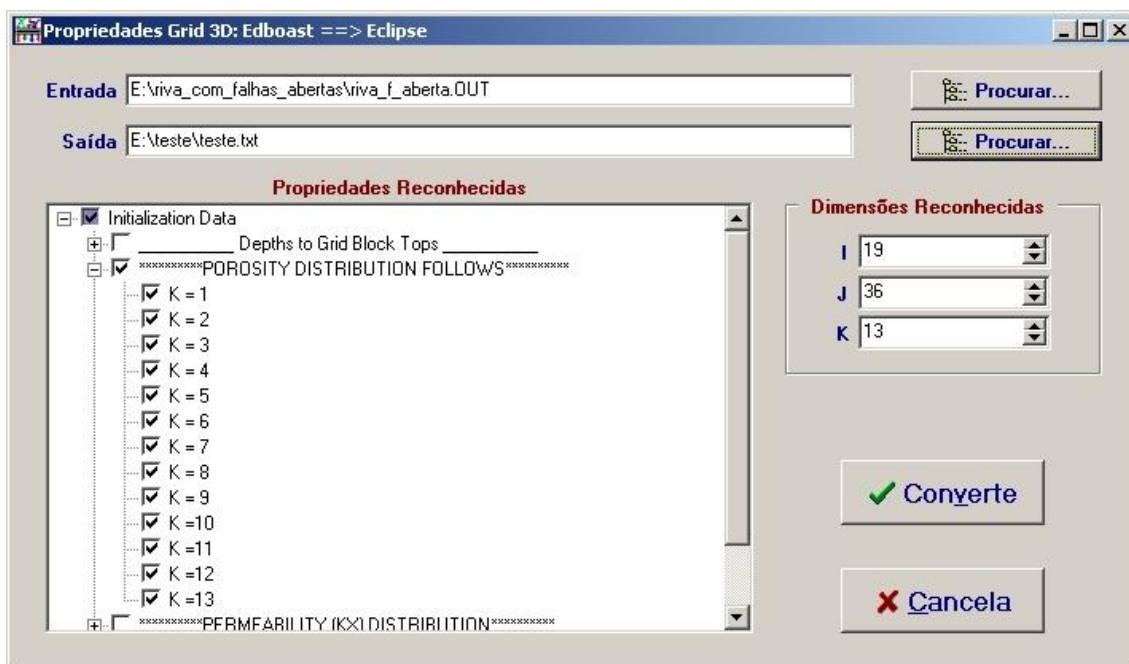 Propriedades Grid 3D: Edboast ==> Eclipse
Entrada E:\riva_com_falhas_abertas\riva_f_aberta.OUT Procurar...
Saída E:\teste\teste.txt Procurar...
Propriedades Reconhecidas
Initialization Data
__________ Depths to Grid Block Tops __________
**********POROSITY DISTRIBUTION FOLLOWS**********
K = 1
K = 2
K = 3
K = 4
K = 5
K = 6
K = 7
K = 8
K = 9
K =10
K =11
K =12
K =13
**********PERMEABILITY (KX) DISTRIBUTION**********
Dimensões Reconhecidas
I 19
J 36
K 13
Converte
Cancela